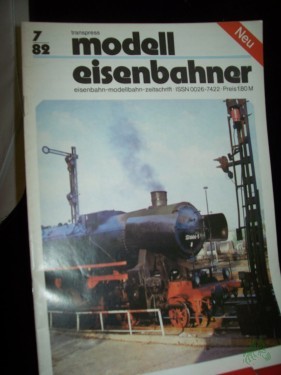 7
82
transpress
modell
eisenbahner
eisenbahn-modellbahn-zeitschrift ISSN 0026-7422 Preis 1,80 M
Neu